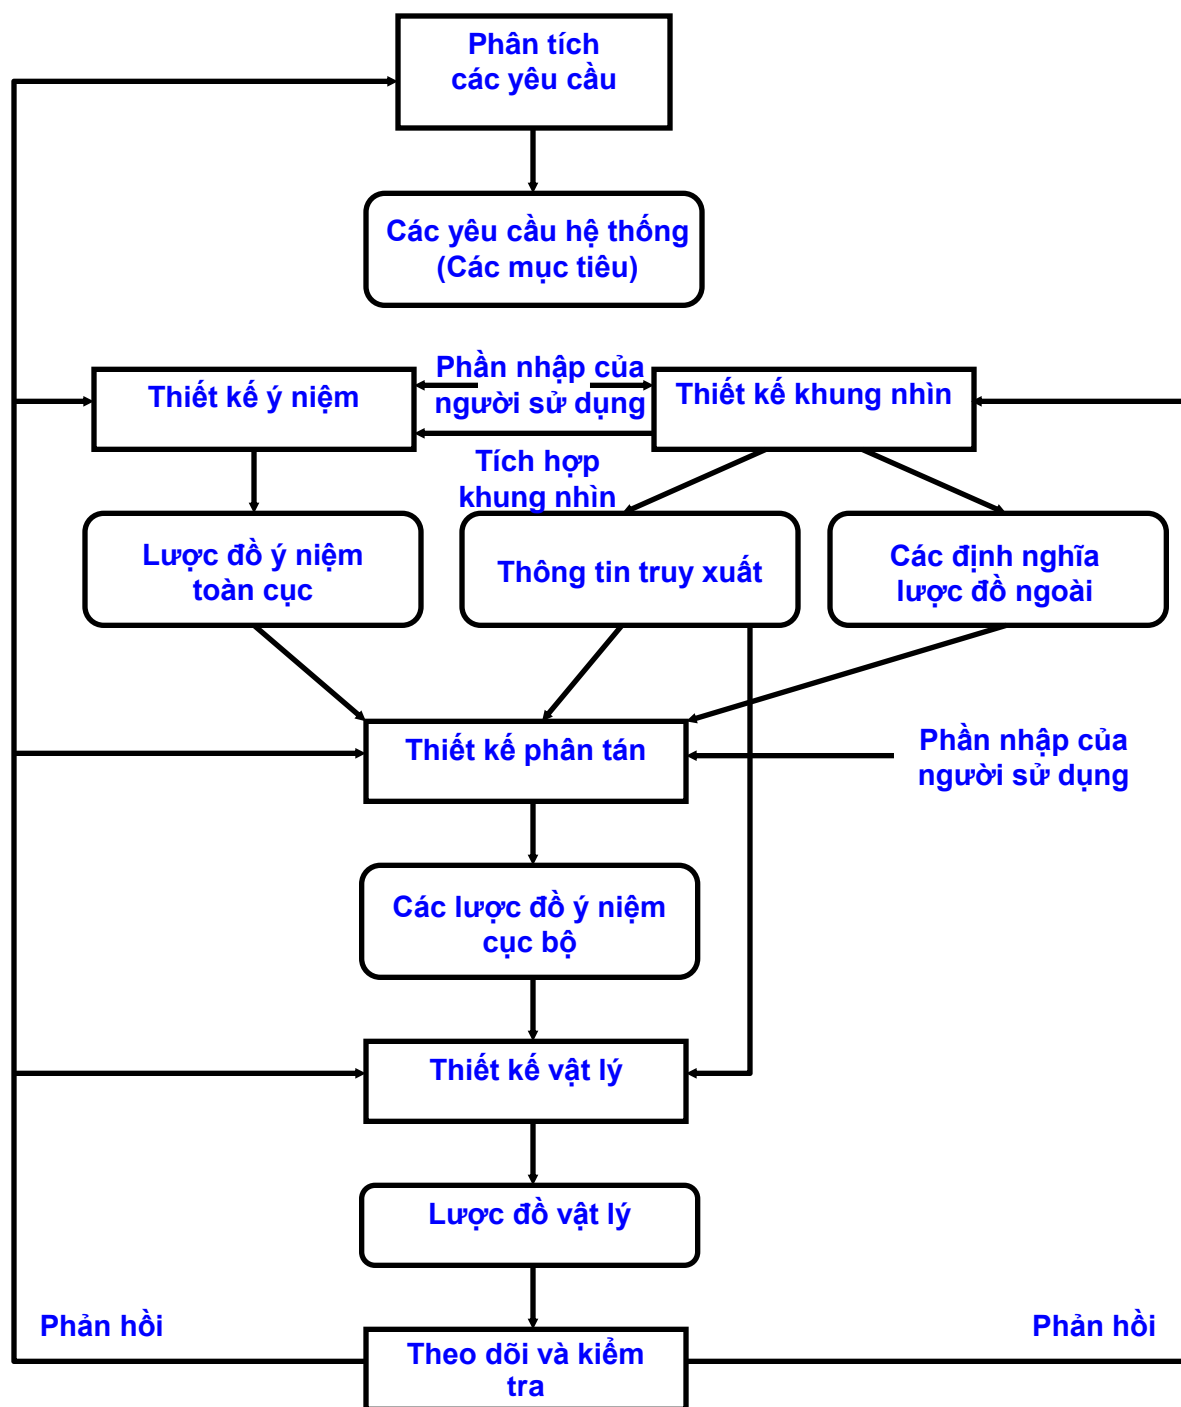 Phân tích
các yêu cầu
Các yêu cầu hệ thống
(Các mục tiêu)
Thiết kế ý niệm
Phần nhập của
người sử dụng
Thiết kế khung nhìn
Tích hợp
khung nhìn
Lược đồ ý niệm
toàn cục
Thông tin truy xuất
Các định nghĩa
lược đồ ngoài
Thiết kế phân tán
Phần nhập của
người sử dụng
Các lược đồ ý niệm
cục bộ
Thiết kế vật lý
Lược đồ vật lý
Phản hồi
Phản hồi
Theo dõi và kiểm
tra